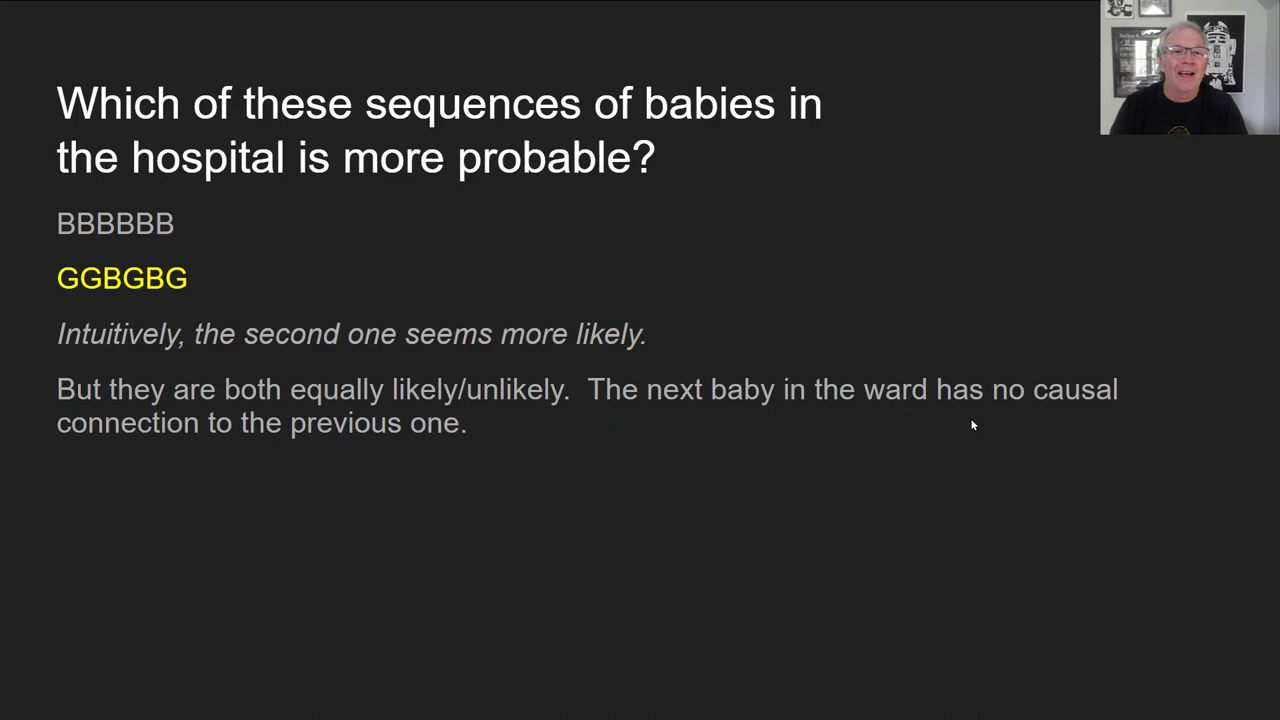 Which of these sequences of babies in
the hospital is more probable?
BBBBBB
GGBGBG
Intuitively, the second one seems more likely.
But they are both equally likely/unlikely.  The next baby in the ward has no causal
connection to the previous one.